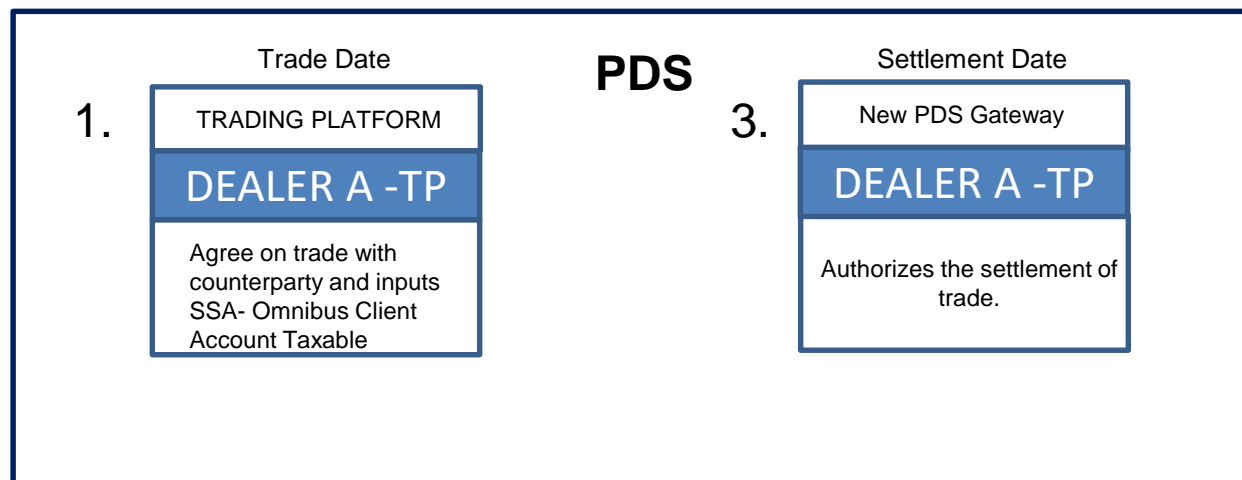 Trade Date
PDS
Settlement Date
1.
TRADING PLATFORM
DEALER A -TP
Agree on trade with
counterparty and inputs
SSA- Omnibus Client
Account Taxable
3.
New PDS Gateway
DEALER A -TP
Authorizes the settlement of
trade.